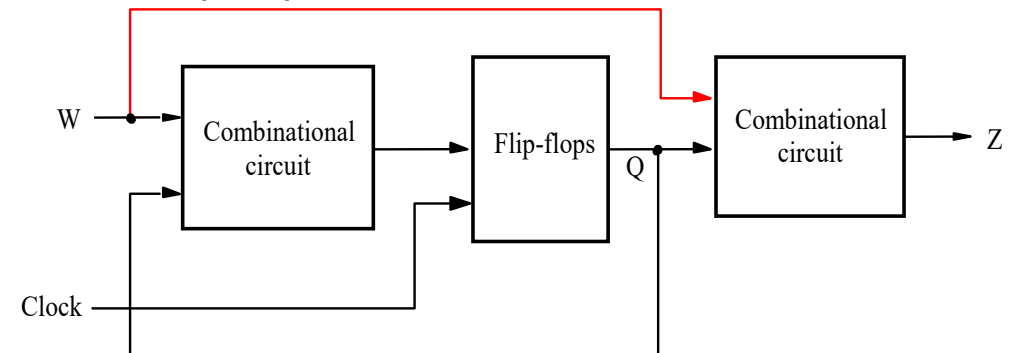 W
Combinational
circuit
Flip-flops
Q
Combinational
circuit
Z
Clock